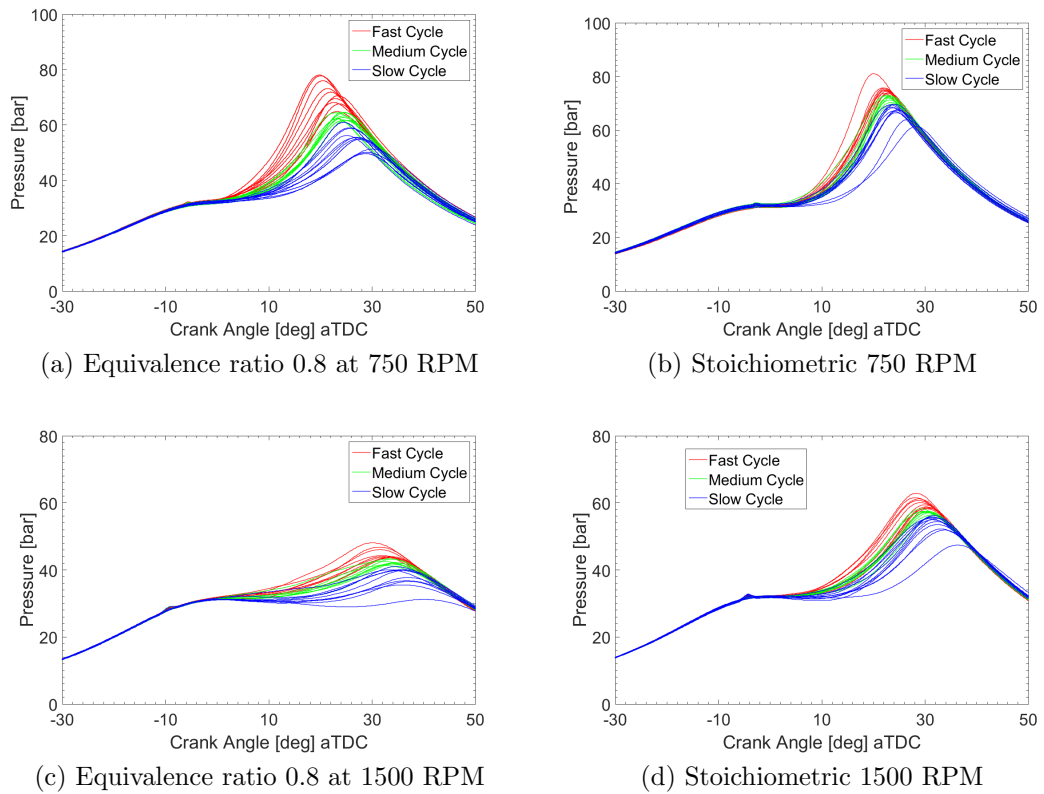 100
80
60
40
20
0
Pressure [bar]
Fast Cycle
Medium Cycle
Slow Cycle
-30 -10 10 30 50
Crank Angle [deg] aTDC
(a) Equivalence ratio 0.8 at 750 RPM
100
80
60
40
20
0
Pressure [bar]
Fast Cycle
Medium Cycle
Slow Cycle
-30 -10 10 30 50
Crank Angle [deg] aTDC
(b) Stoichiometric 750 RPM
80
60
40
20
0
Pressure [bar]
Fast Cycle
Medium Cycle
Slow Cycle
-30 -10 10 30 50
Crank Angle [deg] aTDC
(c) Equivalence ratio 0.8 at 1500 RPM
80
60
40
20
0
Pressure [bar]
Fast Cycle
Medium Cycle
Slow Cycle
-30 -10 10 30 50
Crank Angle [deg] aTDC
(d) Stoichiometric 1500 RPM